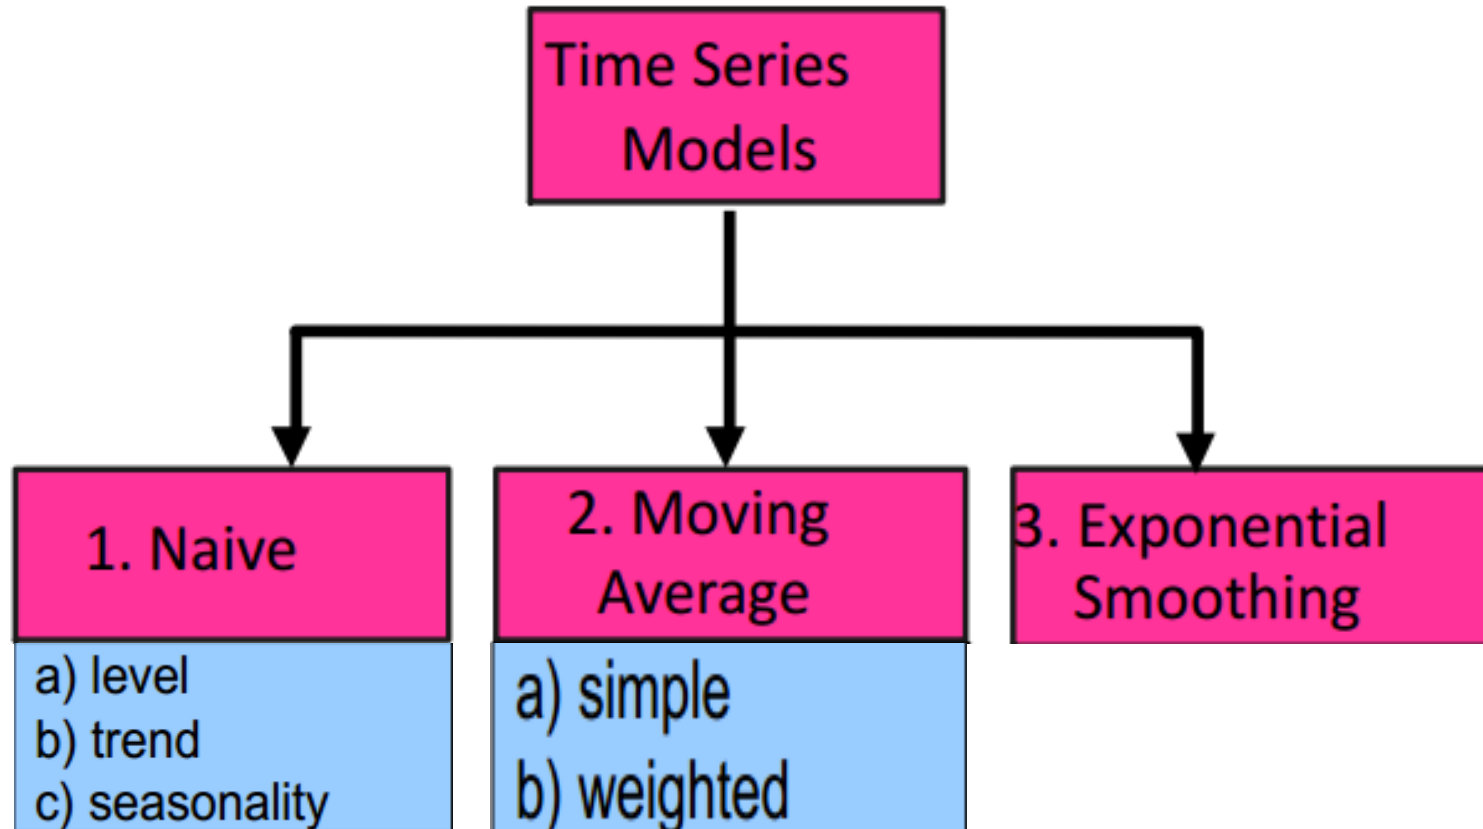 Time Series
Models
1. Naive
a) level
b) trend
c) seasonality
2. Moving
Average
a) simple
b) weighted
3. Exponential
Smoothing